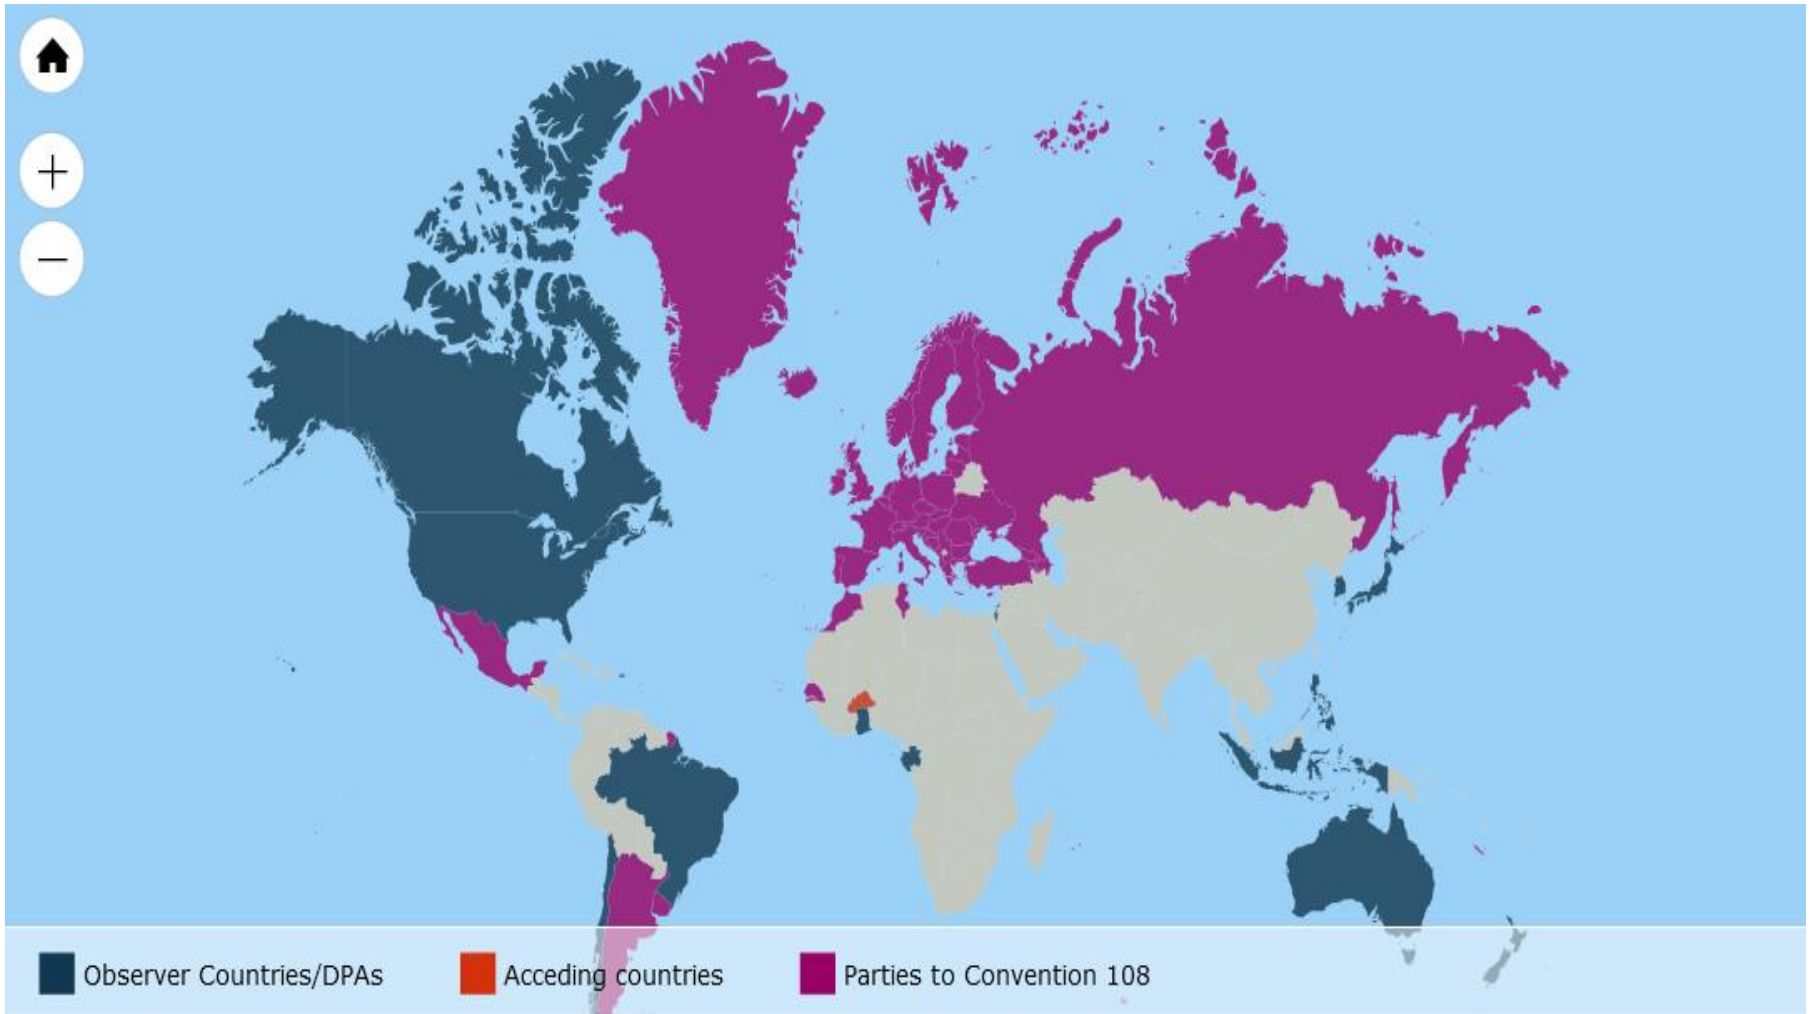 Observer Countries/DPAs
Acceding countries
Parties to Convention 108